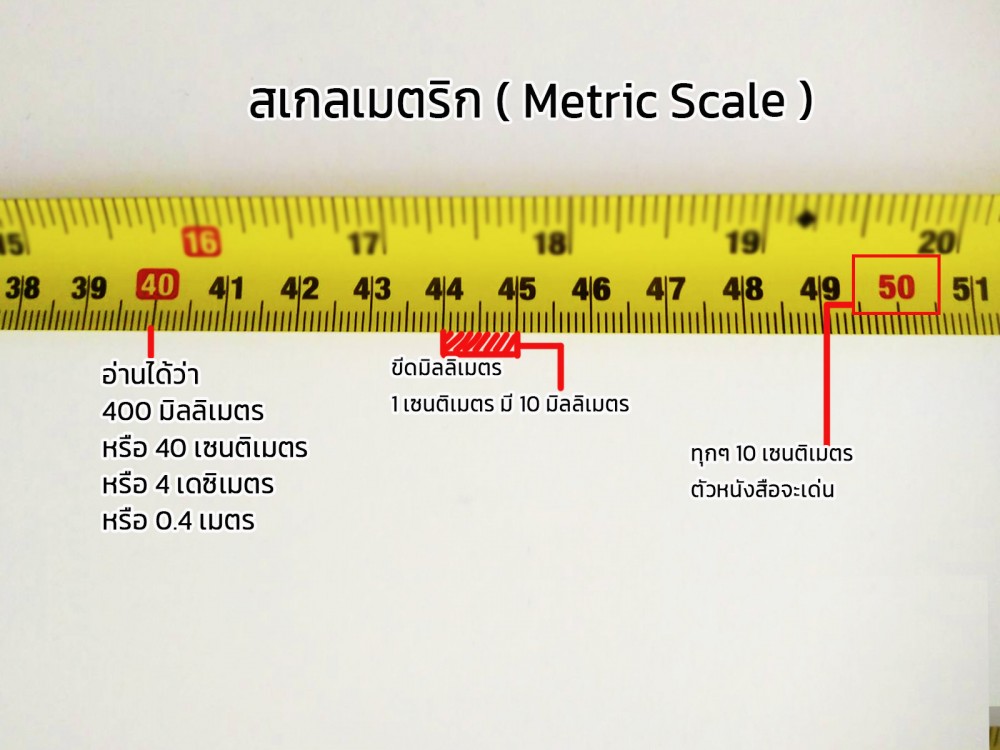 สเกลเมตริก ( Metric Scale )
15 16 17 18 19 20
38 39 40 41 42 43 44 45 46 47 48 49 50 51
อ่านได้ว่า
400 มิลลิเมตร
หรือ 40 เซนติเมตร
หรือ 4 เดซิเมตร
หรือ 0.4 เมตร
ขีดมิลลิเมตร
1 เซนติเมตร มี 10 มิลลิเมตร
ทุกๆ 10 เซนติเมตร
ตัวหนังสือจะเด่น